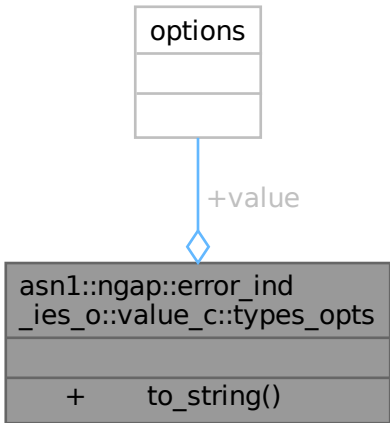 options
+value
asn1::ngap::error_ind
_ies_o::value_c::types_opts
+ to_string()